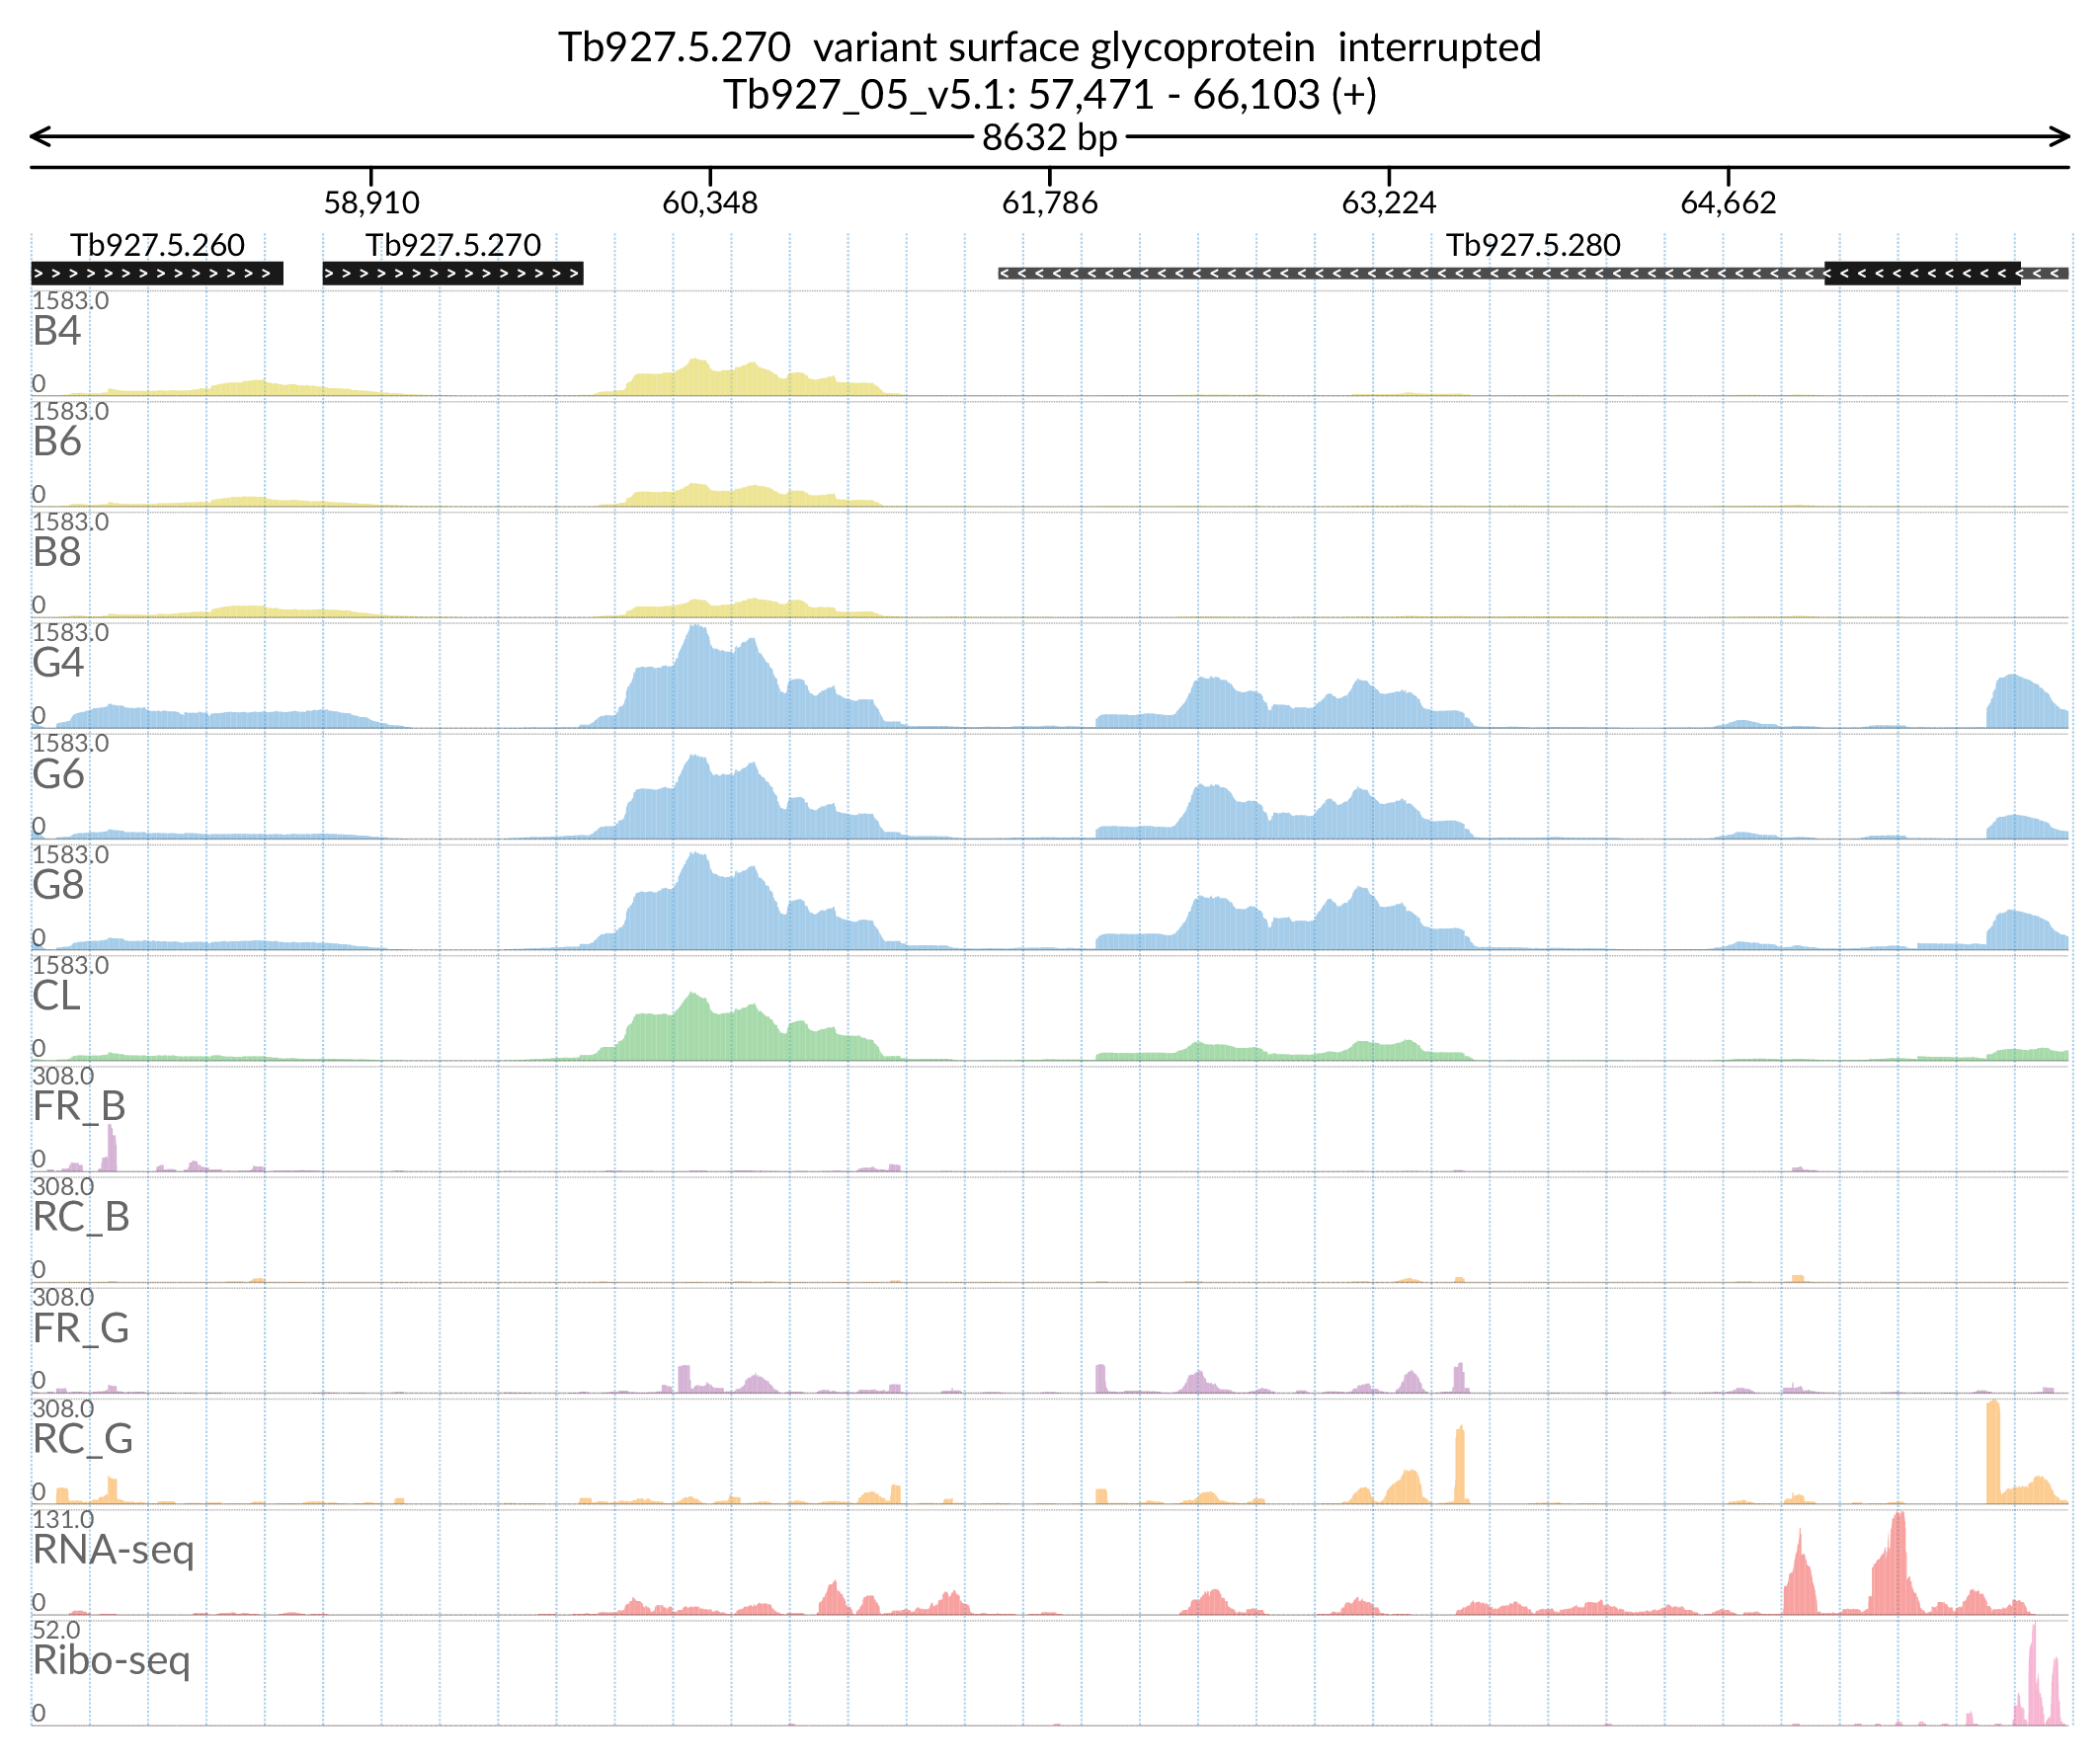 Tb927.5.270 variant surface glycoprotein interrupted
Tb927_05_v5.1: 57,471 - 66,103 (+)
8632 bp
58,910 60,348 61,786 63,224 64,662
Tb927.5.260 Tb927.5.270 Tb927.5.280
1583.0
B4
0
1583.0
B6
0
1583.0
B8
0
1583.0
G4
0
1583.0
G6
0
1583.0
G8
0
1583.0
CL
0
308.0
FR_B
0
308.0
RC_B
0
308.0
FR_G
0
308.0
RC_G
0
131.0
RNA-seq
0
52.0
Ribo-seq
0